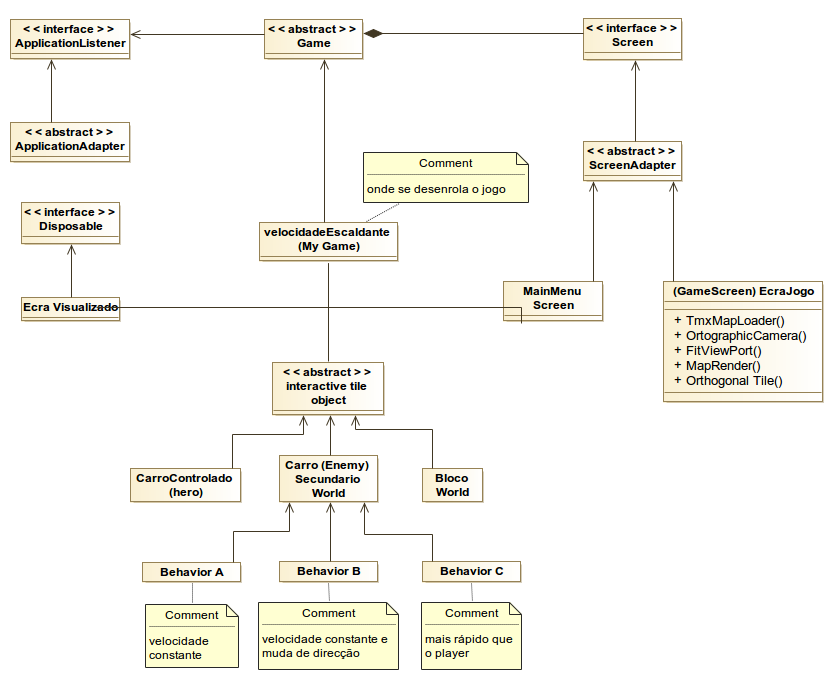 < < interface > >
ApplicationListener
< < abstract > >
Game
< < interface > >
Screen
< < abstract > >
ApplicationAdapter
< < abstract > >
ScreenAdapter
Comment
onde se desenrola o jogo
< < interface > >
Disposable
velocidadeEscaldante
(My Game)
Ecra Visualizado
MainMenu
Screen
(GameScreen) EcraJogo
+ TmxMapLoader()
+ OrtographicCamera()
+ FitViewPort()
+ MapRender()
+ Orthogonal Tile()
< < abstract > >
interactive tile
object
CarroControlado
(hero)
Carro (Enemy)
Secundario
World
Bloco
World
Behavior A
Behavior B
Behavior C
Comment
velocidade
constante
Comment
velocidade constante e
muda de direcção
Comment
mais rápido que
o player